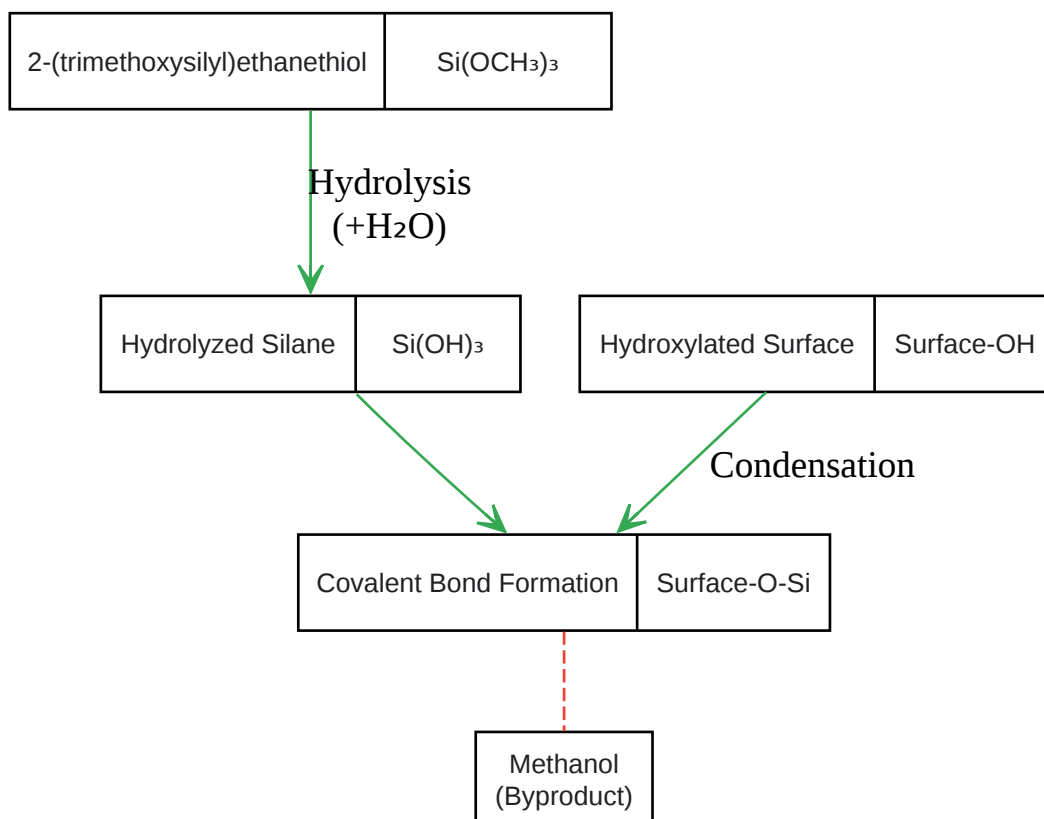 2-(trimethoxysilyl)ethanethiol
Si(OCH₃)₃
Hydrolysis
(+H₂O)
Hydrolyzed Silane
Si(OH)₃
Hydroxylated Surface
Surface-OH
Condensation
Covalent Bond Formation
Surface-O-Si
Methanol
(Byproduct)